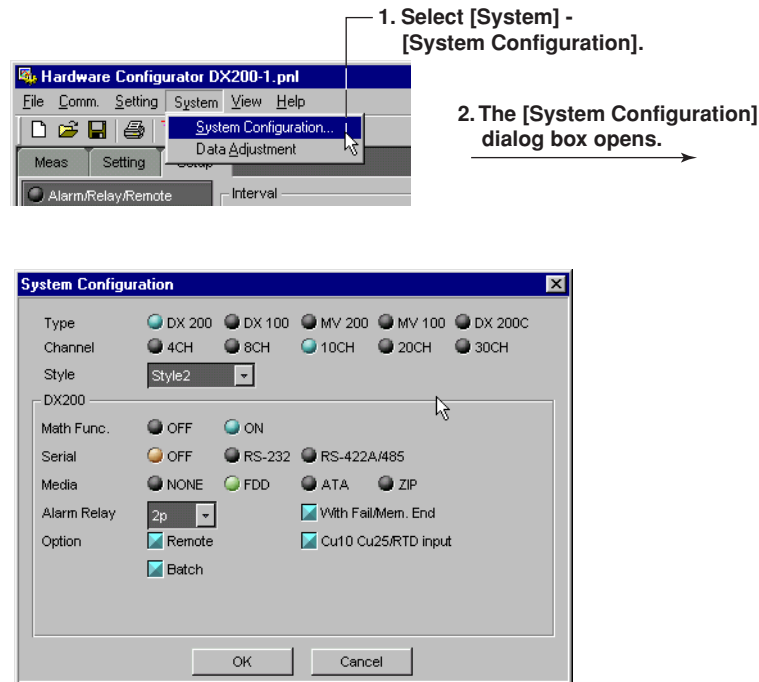 1. Select [System] -
[System Configuration].
Hardware Configurator DX200-1.pnl
File Comm. Setting System View Help
System Configuration...
Data Adjustment
2. The [System Configuration]
dialog box opens.
Meas Setting Setup
Alarm/Relay/Remote Interval
System Configuration
Type DX 200 DX 100 MV 200 MV 100 DX 200C
Channel 4CH 8CH 10CH 20CH 30CH
Style Style2
DX200
Math Func. OFF ON
Serial OFF RS-232 RS-422A/485
Media NONE FDD ATA ZIP
Alarm Relay 2p With Fail/Mem. End
Option Remote Cu10 Cu25/RTD input
Batch
OK Cancel